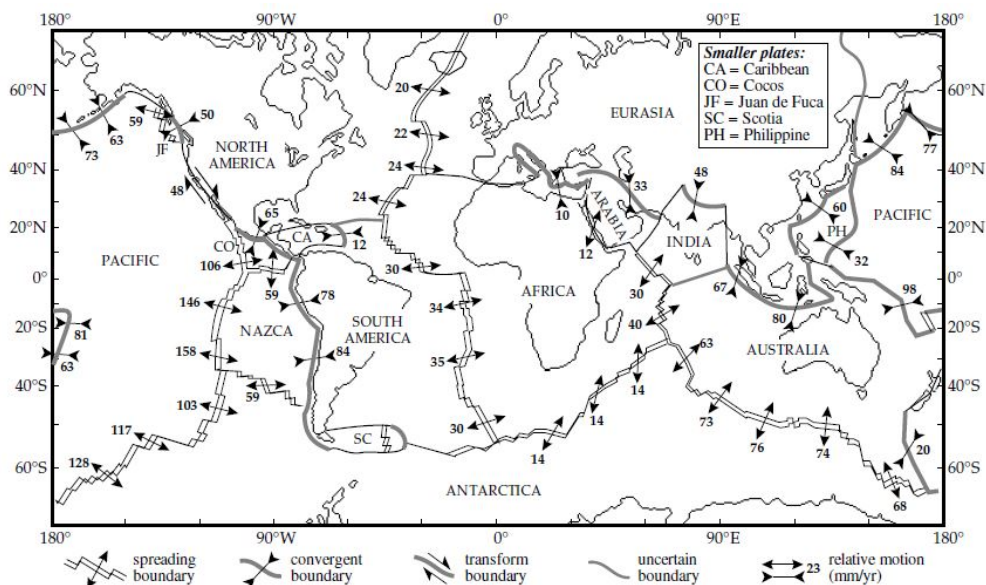 180° 90°W 0° 90°E 180°
Smaller plates:
CA = Caribbean
CO = Cocos
JF = Juan de Fuca
SC = Scotia
PH = Philippine
60°N 60°N
20
EURASIA
59 50
63
73
JF
NORTH
AMERICA
22
77
84
40°N 40°N
24
48
24
33
48
10
ARABIA
60
PACIFIC
20°N 20°N
65
CA
12
12
INDIA
PH
CO
106
PACIFIC
30
AFRICA
30
32
0° 0°
59
78
67
146
34
40
80
98
NAZCA
SOUTH
AMERICA
20°S 20°S
81
63
158
84
35
63
AUSTRALIA
40°S 40°S
59
103
14
14
73
30
14
76
74
117
SC
20
128
60°S 60°S
ANTARCTICA
68
180° 90°W 0° 90°E 180°
spreading
boundary
convergent
boundary
transform
boundary
uncertain
boundary
23
relative motion
(mm/yr)